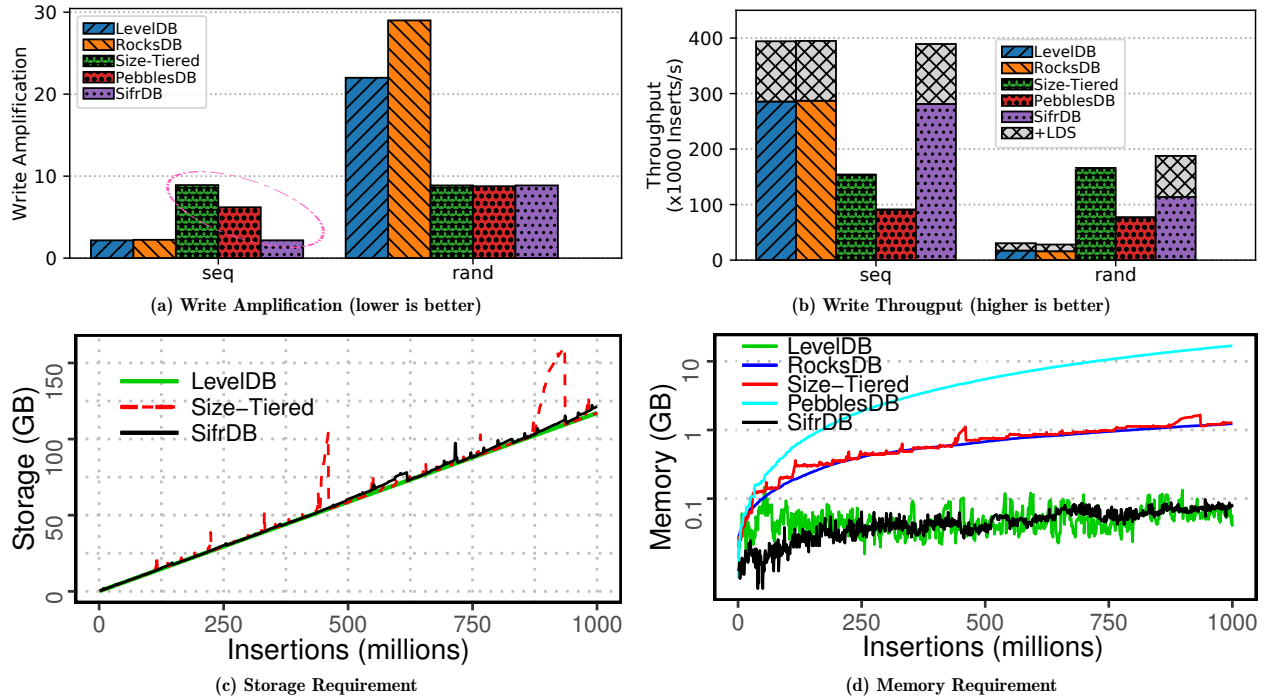 30
20
10
0
Write Amplification
LevelDB
RocksDB
Size-Tiered
PebblesDB
SifrDB
seq
rand
(a) Write Amplification (lower is better)
400
300
200
100
0
Throughput
(x1000 Inserts/s)
LevelDB
RocksDB
Size-Tiered
PebblesDB
SifrDB
+LDS
seq
rand
(b) Write Througput (higher is better)
150
100
50
0
Storage (GB)
LevelDB
Size-Tiered
SifrDB
0
250
500
750
1000
Insertions (millions)
(c) Storage Requirement
10
1
0.1
Memory (GB)
LevelDB
RocksDB
Size-Tiered
PebblesDB
SifrDB
0
250
500
750
1000
Insertions (millions)
(d) Memory Requirement